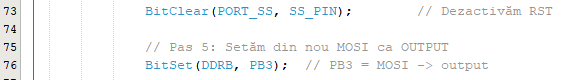 73 BitClear(PORT_SS, SS_PIN); // Dezactivăm RST
74
75 // Pas 5: Setăm din nou MOSI ca OUTPUT
76 BitSet(DDRB, PB3); // PB3 = MOSI -> output